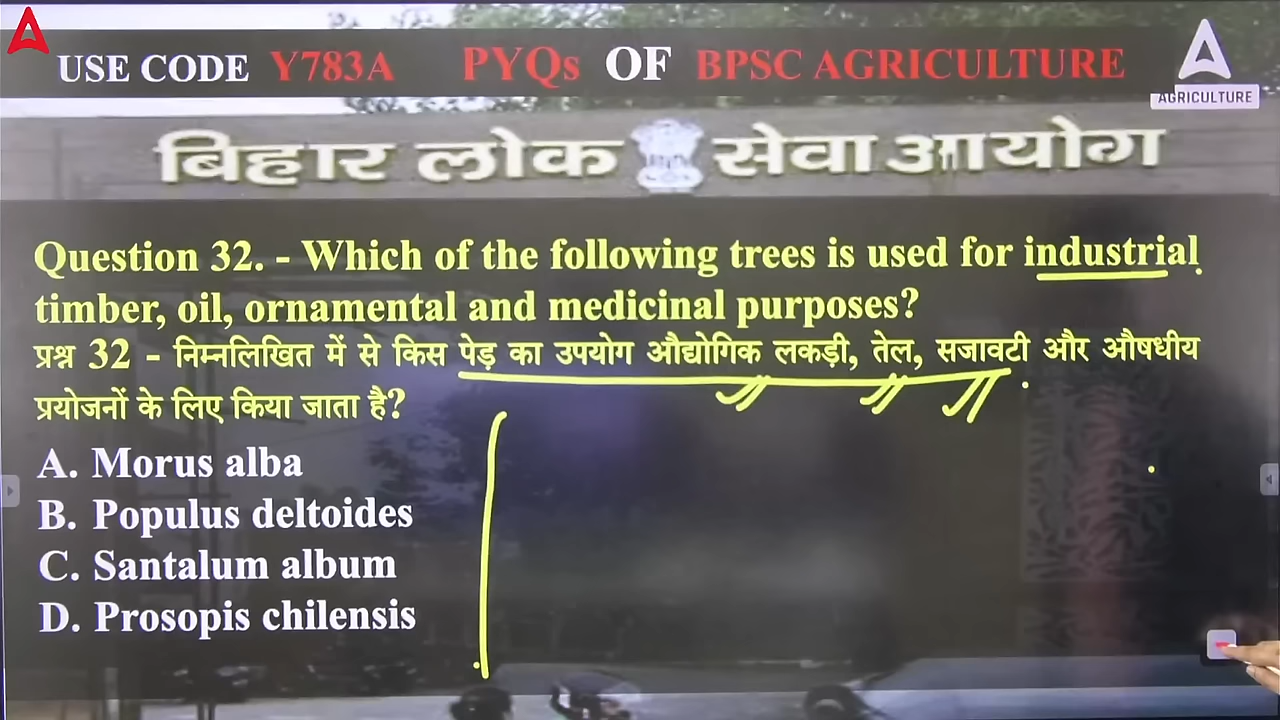 USE CODE Y783A PYQs OF BPSC AGRICULTURE
AGRICULTURE
बिहार लोक सेवा आयोग
Question 32. - Which of the following trees is used for industrial
timber, oil, ornamental and medicinal purposes?
प्रश्न 32 - निम्नलिखित में से किस पेड़ का उपयोग औद्योगिक लकड़ी, तेल, सजावटी और औषधीय
प्रयोजनों के लिए किया जाता है?
A. Morus alba
B. Populus deltoides
C. Santalum album
D. Prosopis chilensis